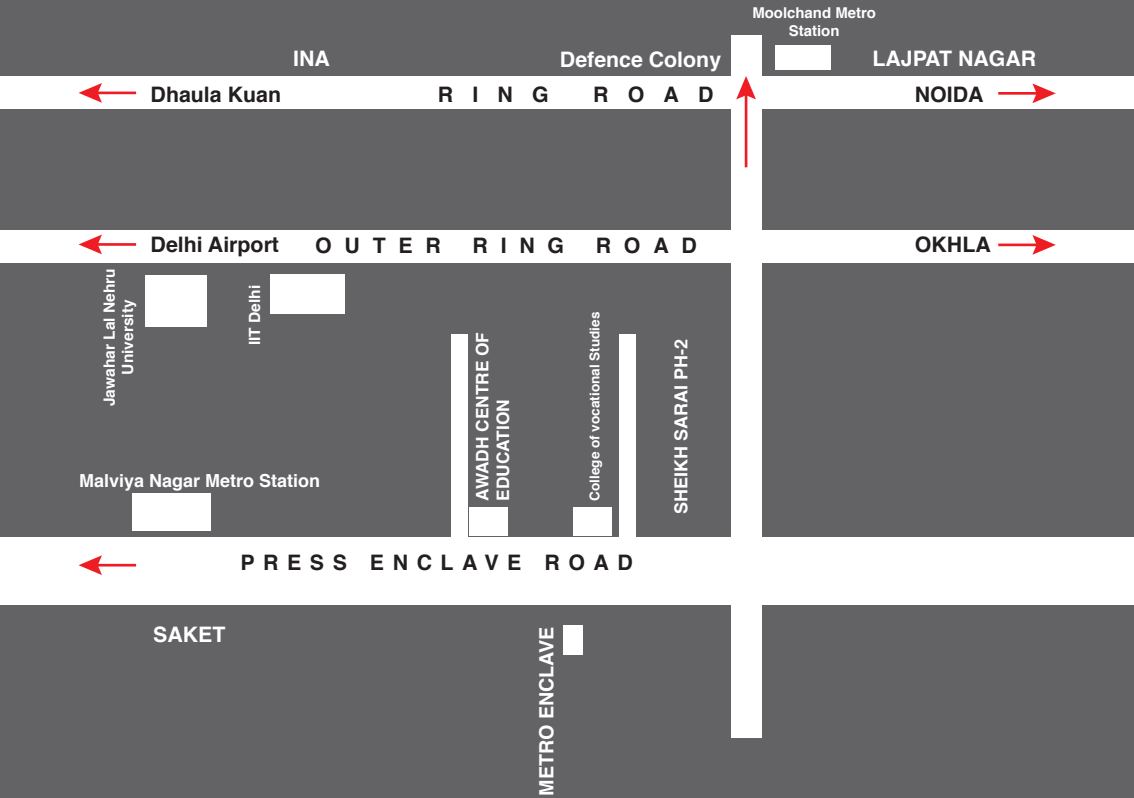 Moolchand Metro
Station
INA
Defence Colony
LAJPAT NAGAR
Dhaula Kuan
RING ROAD
NOIDA
Delhi Airport
OUTER RING ROAD
OKHLA
Jawahar Lal Nehru
University
IIT Delhi
AWADH CENTRE OF
EDUCATION
College of vocational Studies
SHEIKH SARAI PH-2
Malviya Nagar Metro Station
PRESS ENCLAVE ROAD
SAKET
METRO ENCLAVE